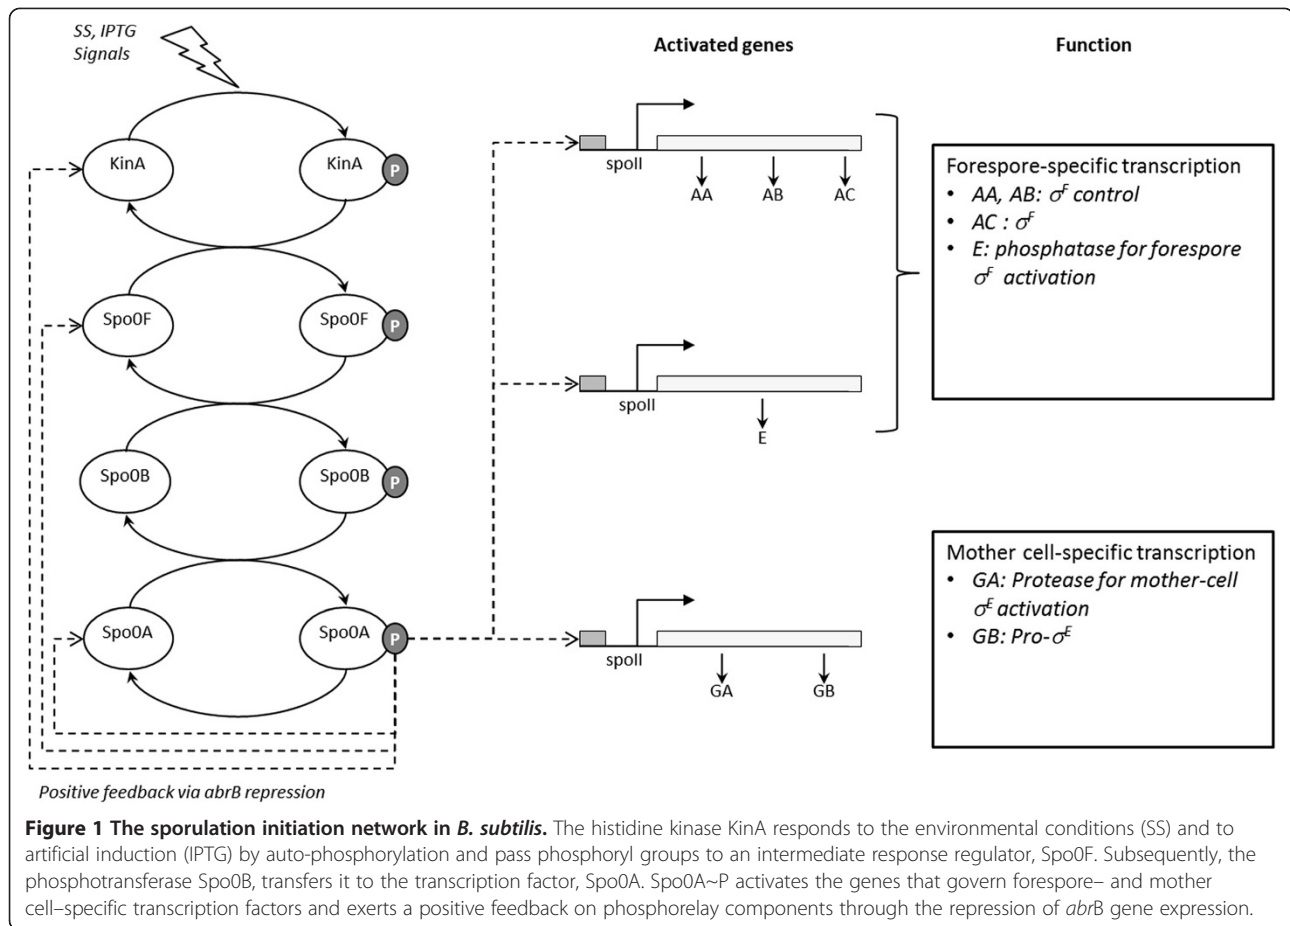 SS, IPTG
Signals
Activated genes
Function
KinA
KinA
P
spoII
AA
AB
AC
Forespore-specific transcription
• AA, AB: σF control
• AC : σF
• E: phosphatase for forespore
σF activation
Spo0F
Spo0F
P
spoII
E
Spo0B
Spo0B
P
Mother cell-specific transcription
• GA: Protease for mother-cell
σE activation
• GB: Pro-σE
Spo0A
Spo0A
P
spoII
GA
GB
Positive feedback via abrB repression
Figure 1 The sporulation initiation network in B. subtilis. The histidine kinase KinA responds to the environmental conditions (SS) and to
artificial induction (IPTG) by auto-phosphorylation and pass phosphoryl groups to an intermediate response regulator, Spo0F. Subsequently, the
phosphotransferase Spo0B, transfers it to the transcription factor, Spo0A. Spo0A~P activates the genes that govern forespore– and mother
cell–specific transcription factors and exerts a positive feedback on phosphorelay components through the repression of abrB gene expression.